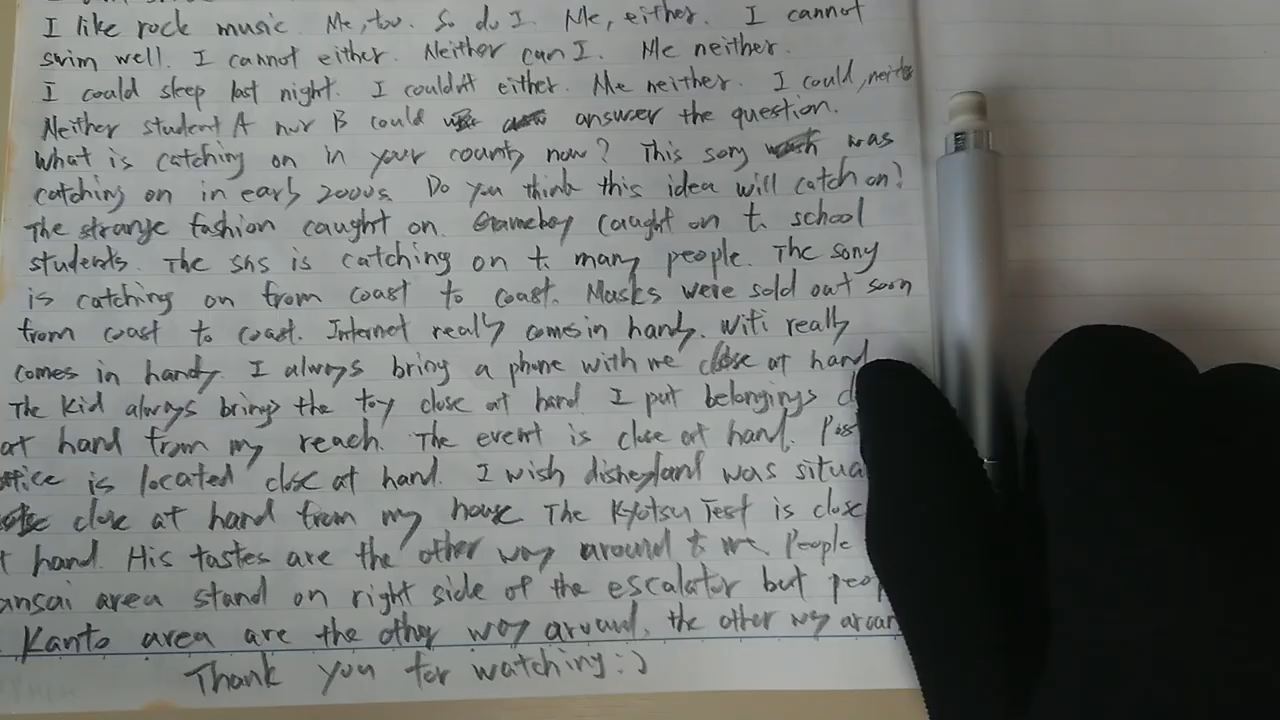 I like rock music. Me, too. So do I. Me, either. I cannot
swim well. I cannot either. Neither can I. Me neither.
I could sleep last night. I couldn't either. Me neither. I could, neither
Neither student A nor B could answer the question.
What is catching on in your county now? This song was
catching on in early 2000s. Do you think this idea will catch on?
The strange fashion caught on. Gameboy caught on to school
students. The sns is catching on to many people. The song
is catching on from coast to coast. Masks were sold out soon
from coast to coast. Internet really comes in handy. Wifi really
comes in handy. I always bring a phone with me close at hand
The kid always brings the toy close at hand. I put belongings
at hand from my reach. The event is close at hand. Pos
office is located close at hand. I wish disneyland was situa
close at hand from my house. The Kyotsu Test is close
t hand. His tastes are the other way around to me. People
ansai area stand on right side of the escalator but peop
Kanto area are the other way around. the other way aroun
Thank you for watching :)